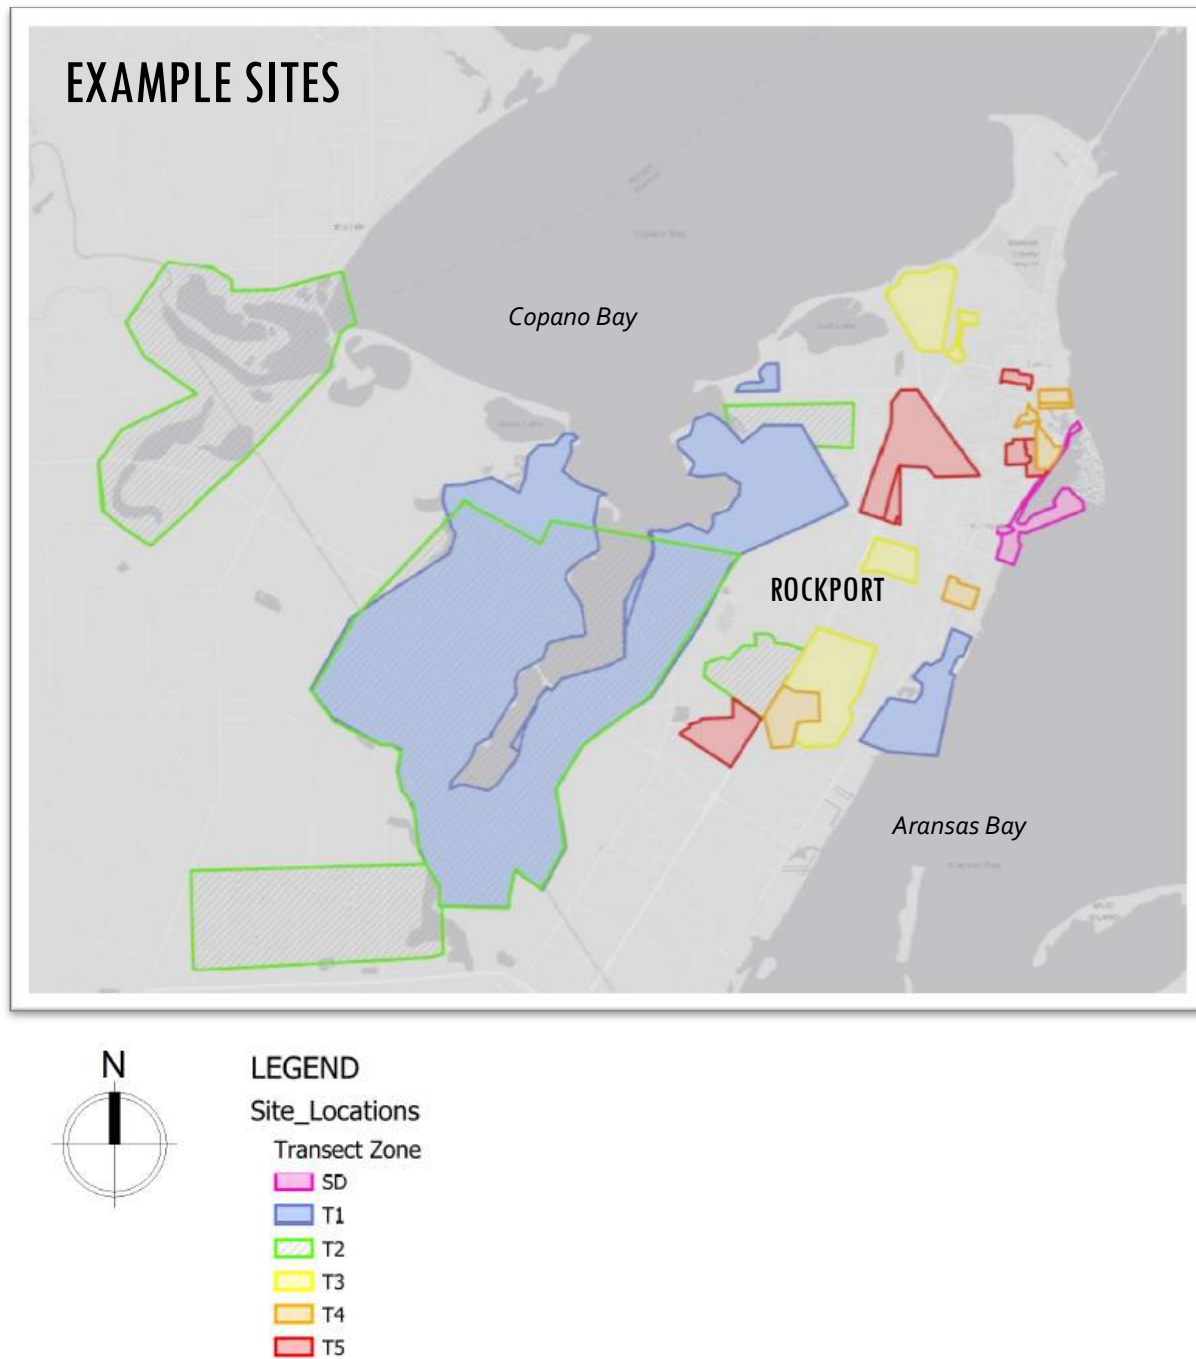 EXAMPLE SITES
Copano Bay
ROCKPORT
Aransas Bay
N
LEGEND
Site_Locations
Transect Zone
SD
T1
T2
T3
T4
T5